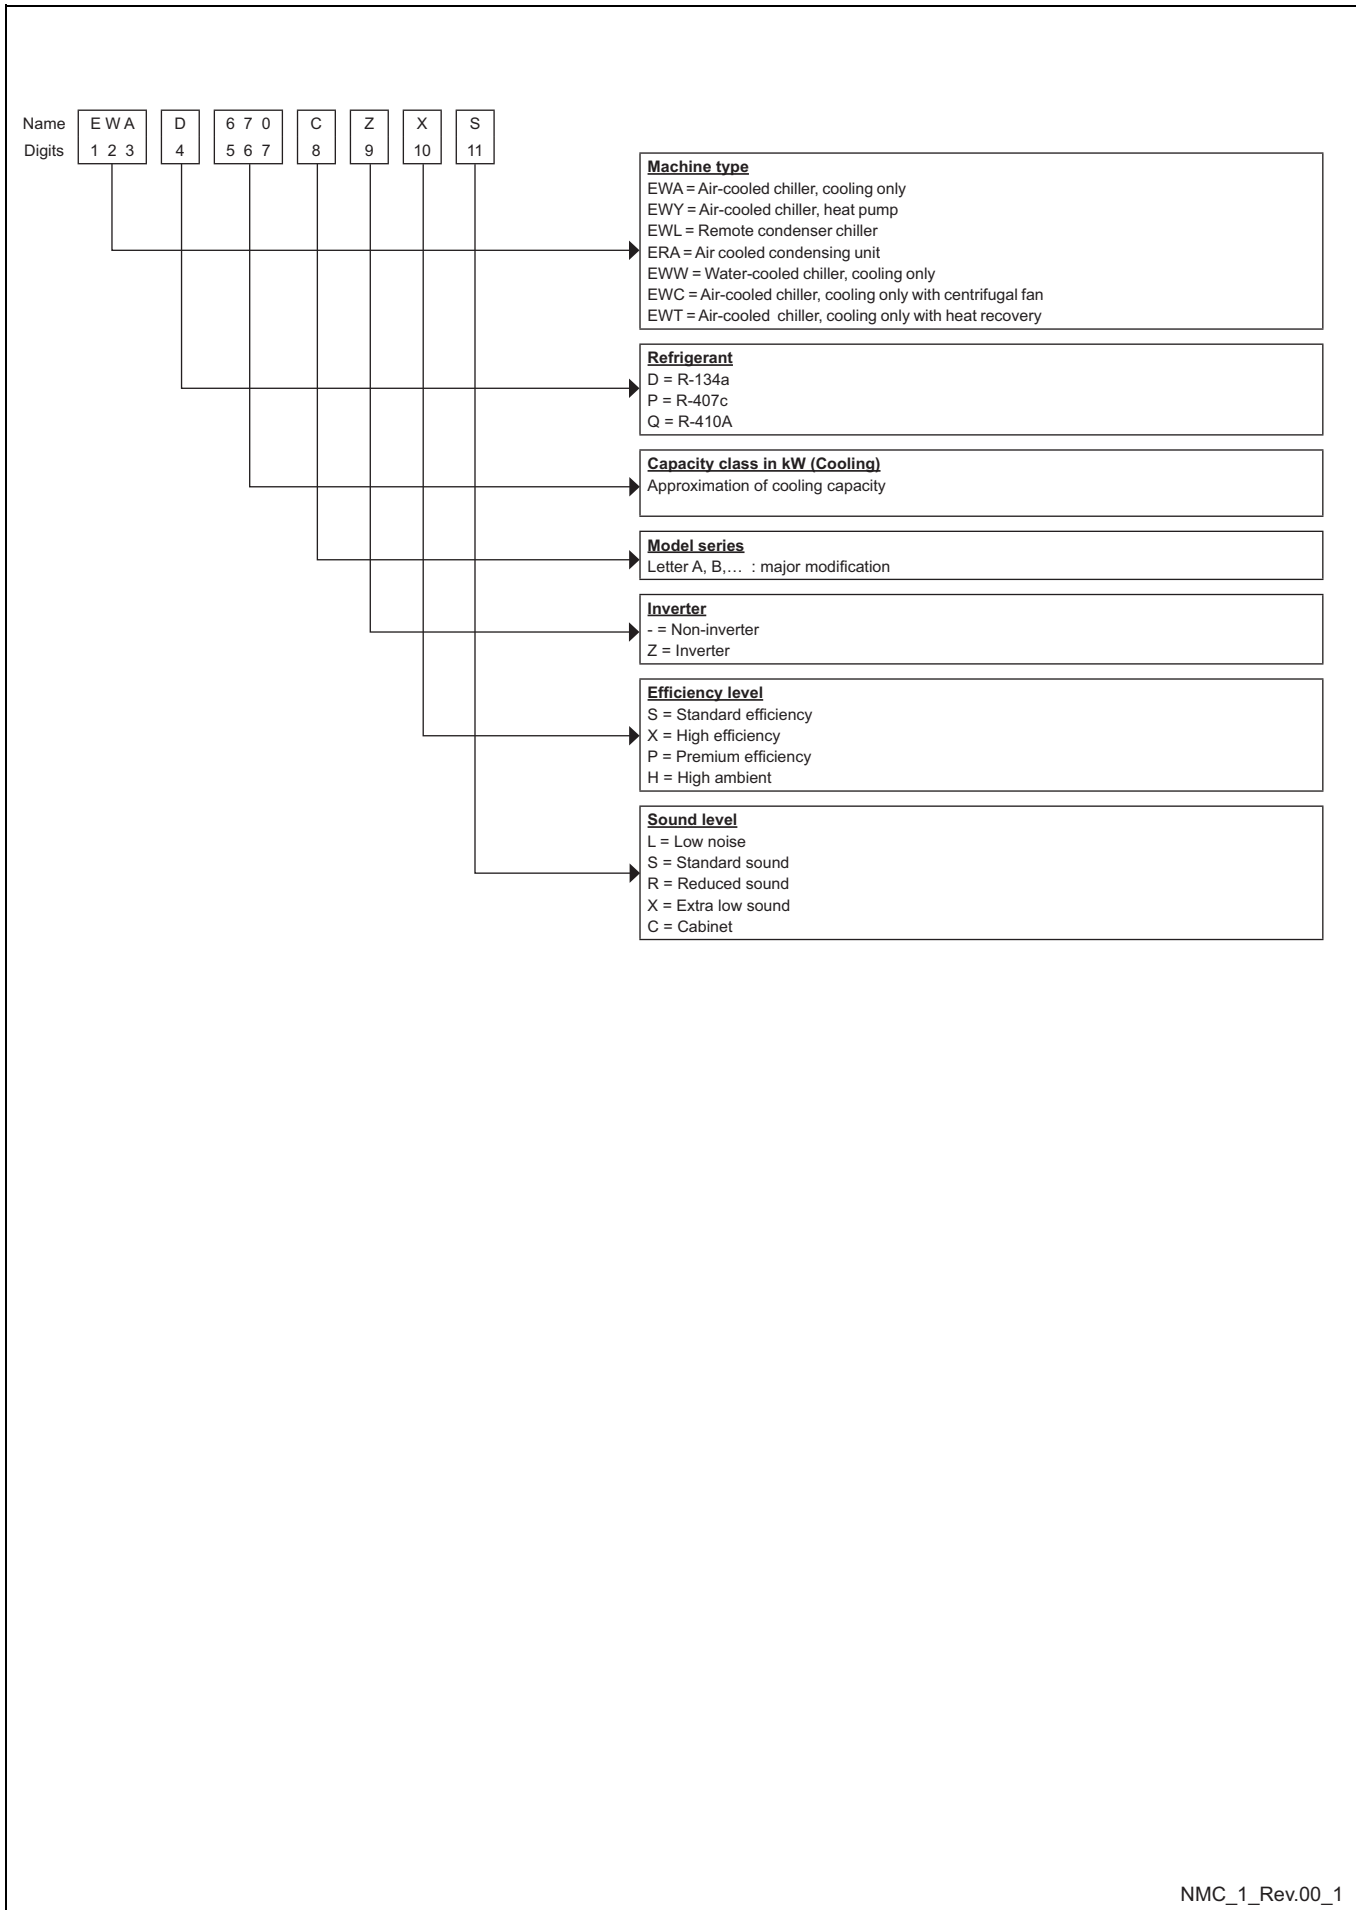 Name E W A D 6 7 0 C Z X S
Digits 1 2 3 4 5 6 7 8 9 10 11
Machine type
EWA = Air-cooled chiller, cooling only
EWY = Air-cooled chiller, heat pump
EWL = Remote condenser chiller
ERA = Air cooled condensing unit
EWW = Water-cooled chiller, cooling only
EWC = Air-cooled chiller, cooling only with centrifugal fan
EWT = Air-cooled chiller, cooling only with heat recovery
Refrigerant
D = R-134a
P = R-407c
Q = R-410A
Capacity class in kW (Cooling)
Approximation of cooling capacity
Model series
Letter A, B,… : major modification
Inverter
- = Non-inverter
Z = Inverter
Efficiency level
S = Standard efficiency
X = High efficiency
P = Premium efficiency
H = High ambient
Sound level
L = Low noise
S = Standard sound
R = Reduced sound
X = Extra low sound
C = Cabinet
NMC_1_Rev.00_1